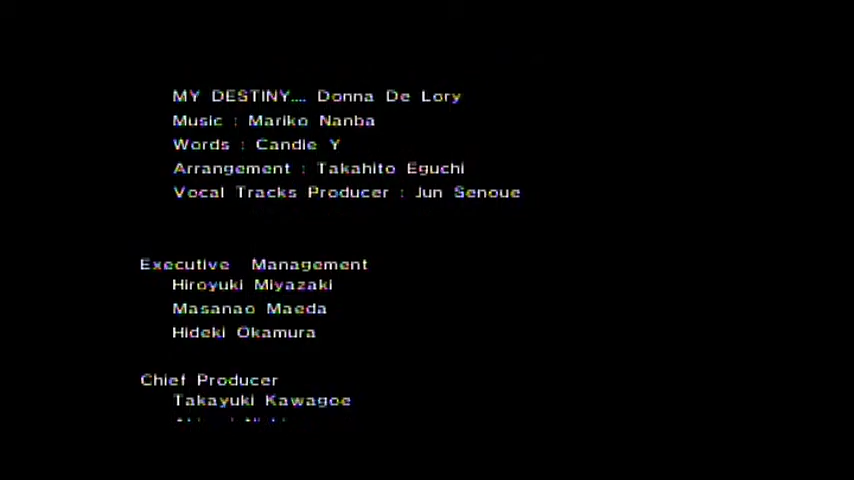 MY DESTINY.... Donna De Lory
Music : Mariko Nanba
Words : Candie Y
Arrangement : Takahito Eguchi
Vocal Tracks Producer : Jun Senoue
Executive Management
Hiroyuki Miyazaki
Masanao Maeda
Hideki Okamura
Chief Producer
Takayuki Kawagoe